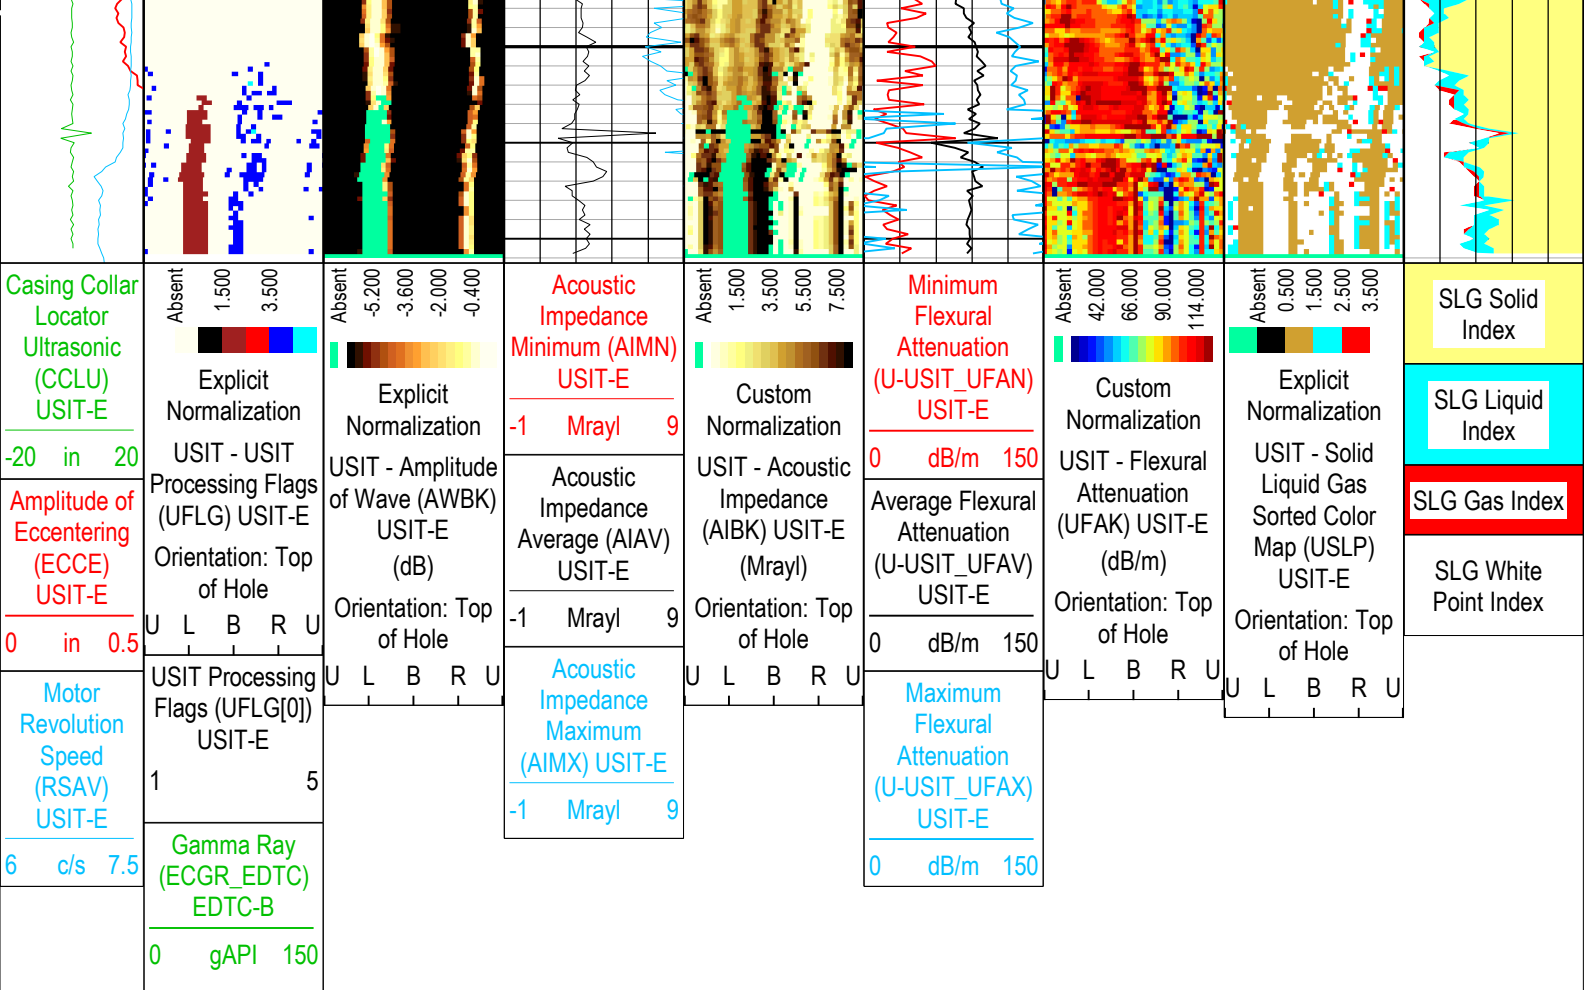 Casing Collar
Locator
Ultrasonic
(CCLU)
USIT-E
-20 in 20
Amplitude of
Eccentering
(ECCE)
USIT-E
0 in 0.5
Motor
Revolution
Speed
(RSAV)
USIT-E
6 c/s 7.5
Absent
1.500
3.500
Explicit
Normalization
USIT - USIT
Processing Flags
(UFLG) USIT-E
Orientation: Top
of Hole
U L B R U
USIT Processing
Flags (UFLG[0])
USIT-E
1 5
Gamma Ray
(ECGR_EDTC)
EDTC-B
0 gAPI 150
Absent
-5.200
-3.600
-2.000
-0.400
Explicit
Normalization
USIT - Amplitude
of Wave (AWBK)
USIT-E
(dB)
Orientation: Top
of Hole
U L B R U
Acoustic
Impedance
Minimum (AIMN)
USIT-E
-1 Mrayl 9
Acoustic
Impedance
Average (AIAV)
USIT-E
-1 Mrayl 9
Acoustic
Impedance
Maximum
(AIMX) USIT-E
-1 Mrayl 9
Absent
1.500
3.500
5.500
7.500
Custom
Normalization
USIT - Acoustic
Impedance
(AIBK) USIT-E
(Mrayl)
Orientation: Top
of Hole
U L B R U
Minimum
Flexural
Attenuation
(U-USIT_UFAN)
USIT-E
0 dB/m 150
Average Flexural
Attenuation
(U-USIT_UFAV)
USIT-E
0 dB/m 150
Maximum
Flexural
Attenuation
(U-USIT_UFAX)
USIT-E
0 dB/m 150
Absent
42.000
66.000
90.000
114.000
Custom
Normalization
USIT - Flexural
Attenuation
(UFAK) USIT-E
(dB/m)
Orientation: Top
of Hole
U L B R U
Absent
0.500
1.500
2.500
3.500
Explicit
Normalization
USIT - Solid
Liquid Gas
Sorted Color
Map (USLP)
USIT-E
Orientation: Top
of Hole
U L B R U
SLG Solid
Index
SLG Liquid
Index
SLG Gas Index
SLG White
Point Index